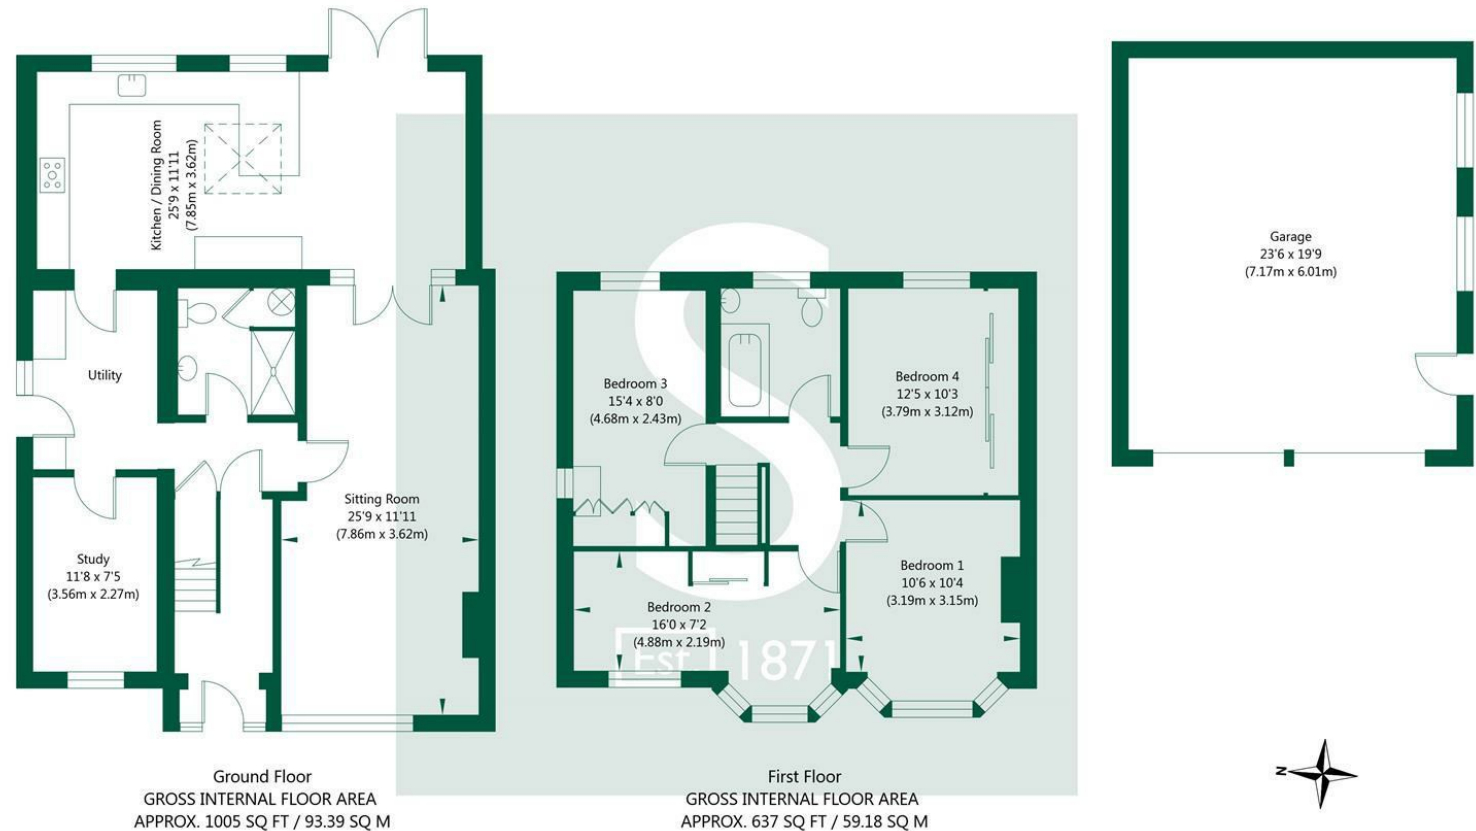 Kitchen / Dining Room
25'9 x 11'11
(7.85m x 3.62m)
Utility
Study
11'8 x 7'5
(3.56m x 2.27m)
Sitting Room
25'9 x 11'11
(7.86m x 3.62m)
Ground Floor
GROSS INTERNAL FLOOR AREA
APPROX. 1005 SQ FT / 93.39 SQ M
Bedroom 3
15'4 x 8'0
(4.68m x 2.43m)
Bedroom 4
12'5 x 10'3
(3.79m x 3.12m)
Bedroom 2
16'0 x 7'2
(4.88m x 2.19m)
Bedroom 1
10'6 x 10'4
(3.19m x 3.15m)
S
Est. 1871
First Floor
GROSS INTERNAL FLOOR AREA
APPROX. 637 SQ FT / 59.18 SQ M
Garage
23'6 x 19'9
(7.17m x 6.01m)
N